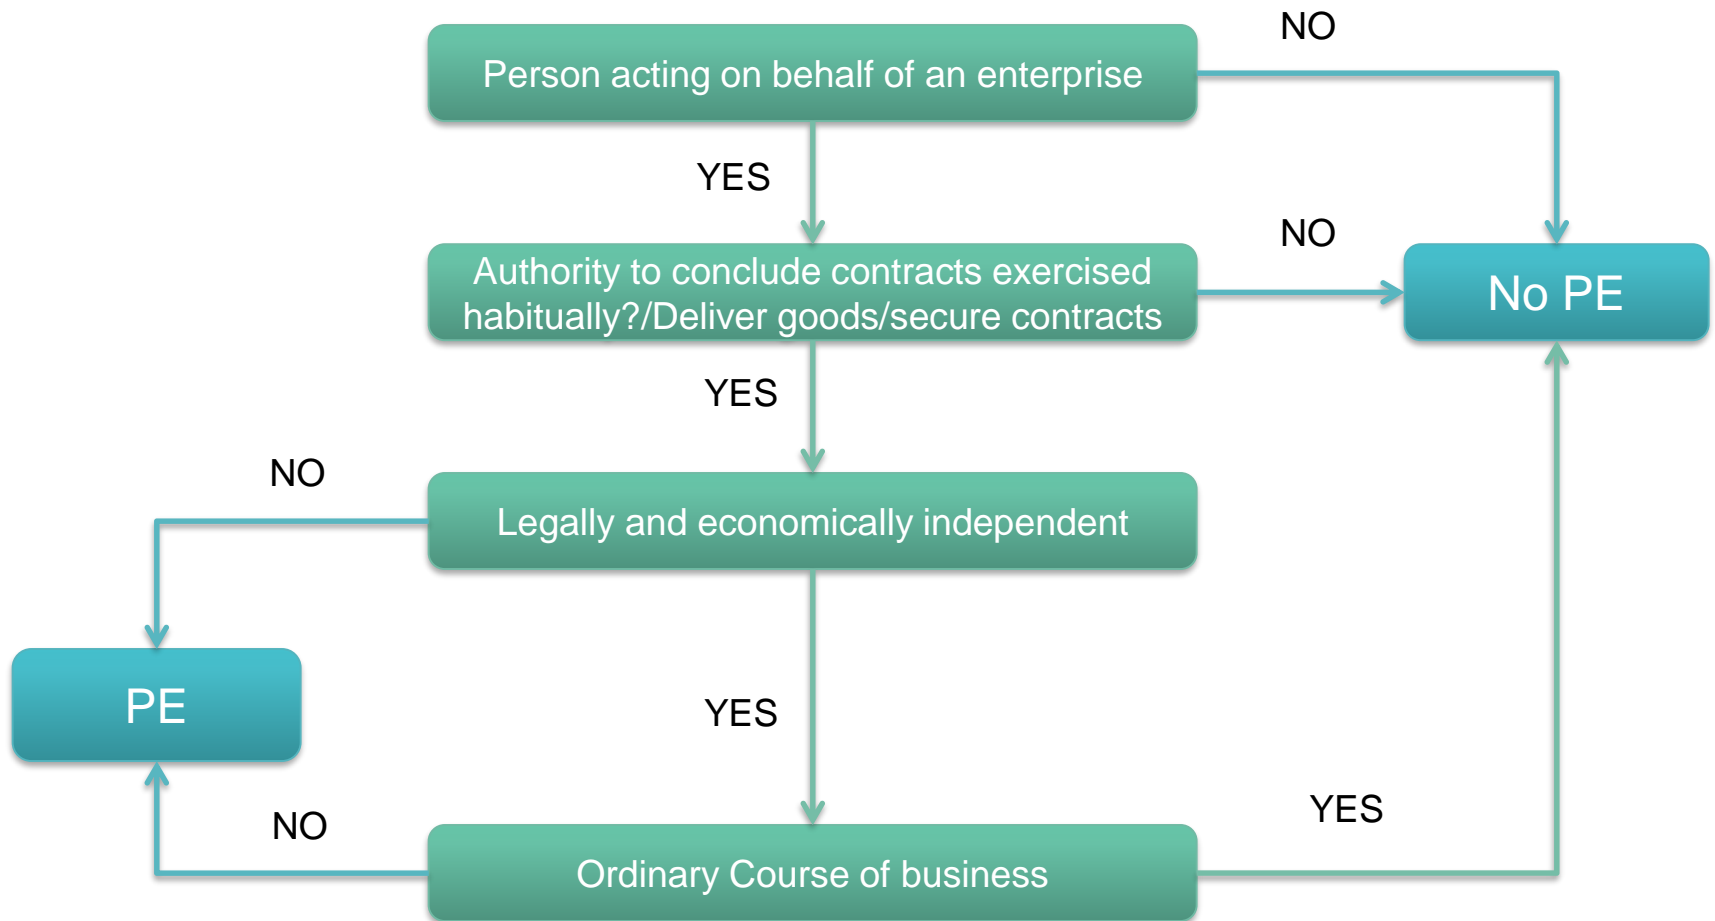 NO
Person acting on behalf of an enterprise
YES
NO
Authority to conclude contracts exercised
habitually?/Deliver goods/secure contracts
No PE
YES
NO
Legally and economically independent
PE
YES
NO
YES
Ordinary Course of business